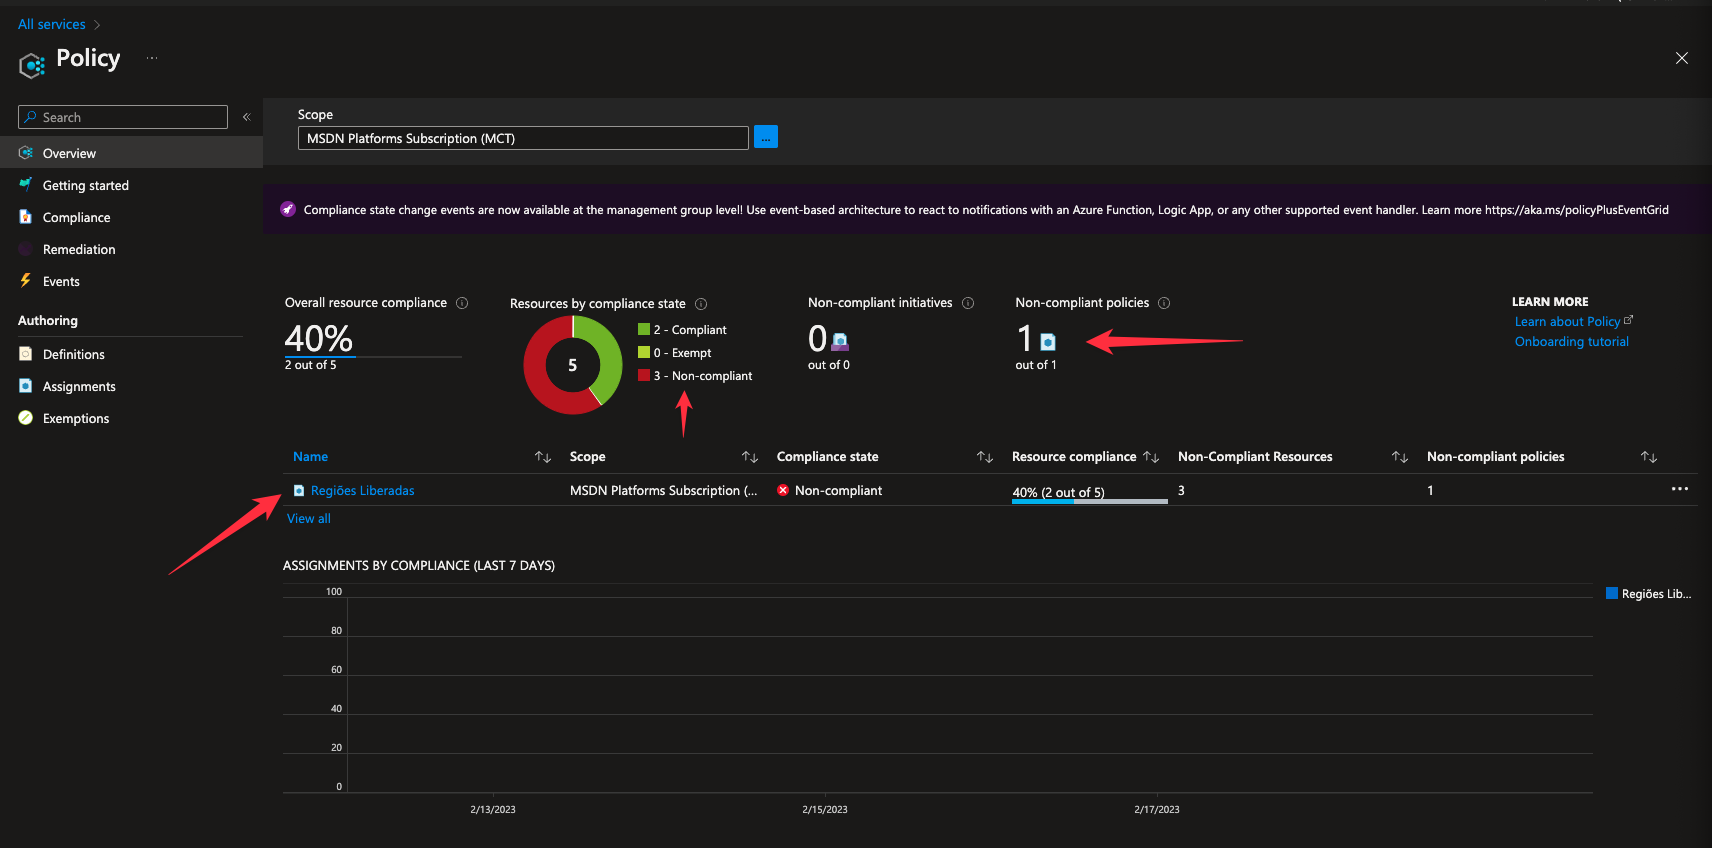 All services >
Policy ...
Search «
Overview
Getting started
Compliance
Remediation
Events
Authoring
Definitions
Assignments
Exemptions
Scope
MSDN Platforms Subscription (MCT) ...
Compliance state change events are now available at the management group level! Use event-based architecture to react to notifications with an Azure Function, Logic App, or any other supported event handler. Learn more https://aka.ms/policyPlusEventGrid
Overall resource compliance
40%
2 out of 5
Resources by compliance state
5
2 - Compliant
0 - Exempt
3 - Non-compliant
Non-compliant initiatives
0
out of 0
Non-compliant policies
1
out of 1
LEARN MORE
Learn about Policy
Onboarding tutorial
Name Scope Compliance state Resource compliance Non-Compliant Resources Non-compliant policies
Regiões Liberadas MSDN Platforms Subscription (... Non-compliant 40% (2 out of 5) 3 1 ...
View all
ASSIGNMENTS BY COMPLIANCE (LAST 7 DAYS)
100
80
60
40
20
0
2/13/2023 2/15/2023 2/17/2023
Regiões Lib...